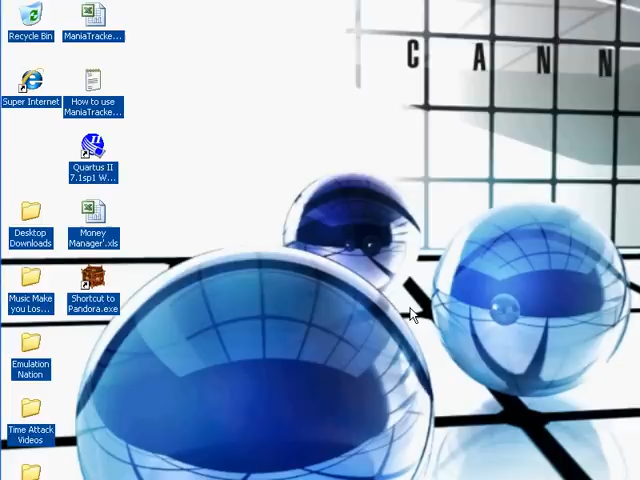 C A N N
Recycle Bin
ManiaTracke...
Super Internet
How to use
ManiaTracke...
Quartus II
7.1sp1 W...
Desktop
Downloads
Money
Manager'.xls
Music Make
you Los...
Shortcut to
Pandora.exe
Emulation
Nation
Time Attack
Videos